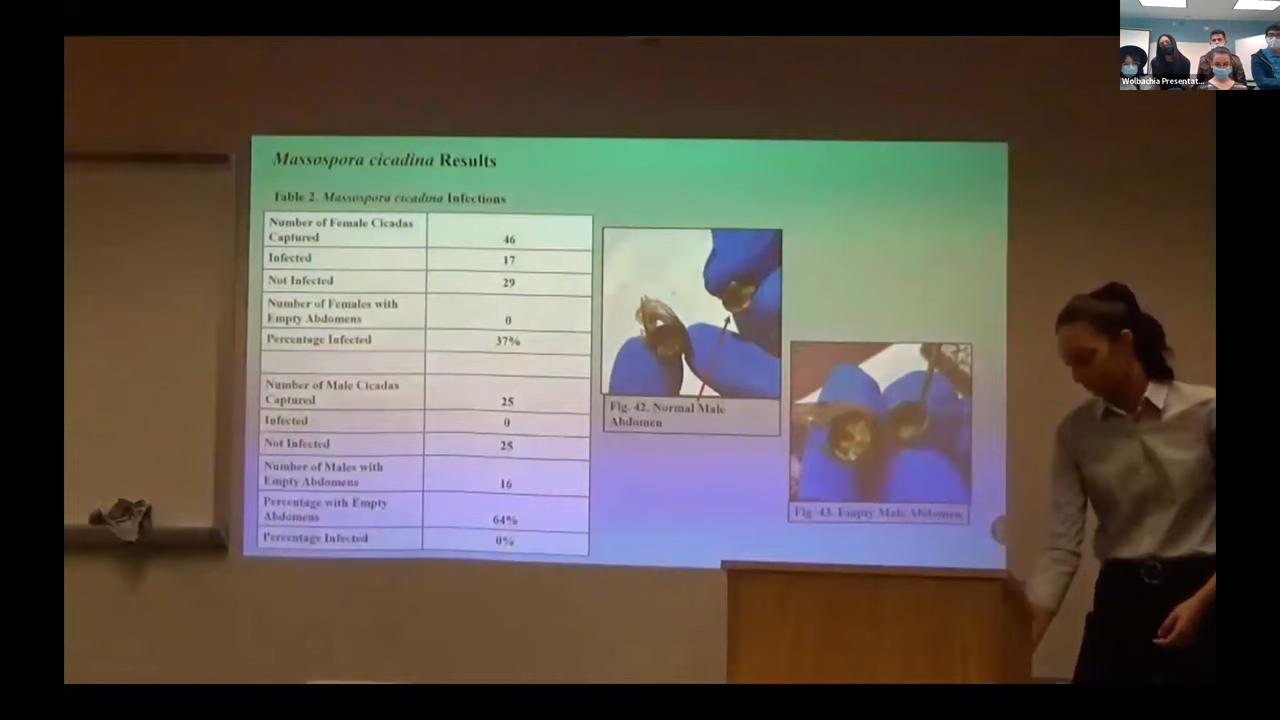 Wolbachia Presentat...
Massospora cicadina Results
Table 2. Massospora cicadina Infections
Number of Female Cicadas
Captured
46
Infected
17
Not Infected
29
Number of Females with
Empty Abdomens
0
Percentage Infected
37%
Number of Male Cicadas
Captured
25
Infected
0
Not Infected
25
Number of Males with
Empty Abdomens
16
Percentage with Empty
Abdomens
64%
Percentage Infected
0%
Fig. 42. Normal Male
Abdomen
Fig 43. Empty Male Abdomen